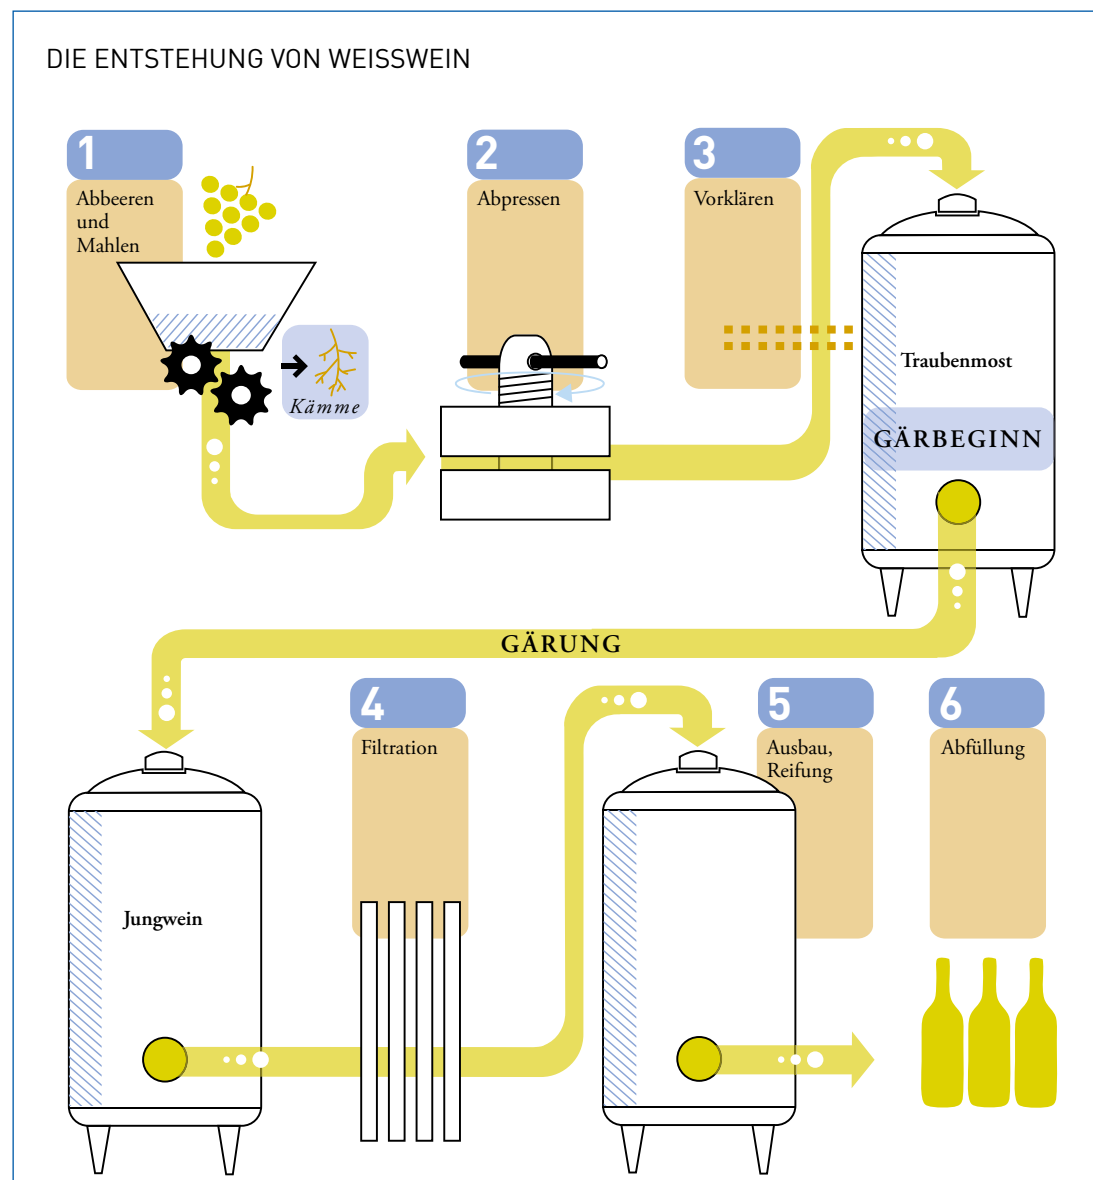 DIE ENTSTEHUNG VON WEISSWEIN
1
Abbeeren
und
Mahlen
Kämme
2
Abpressen
3
Vorklären
Traubenmost
GÄRBEGINN
GÄRUNG
Jungwein
4
Filtration
5
Ausbau,
Reifung
6
Abfüllung